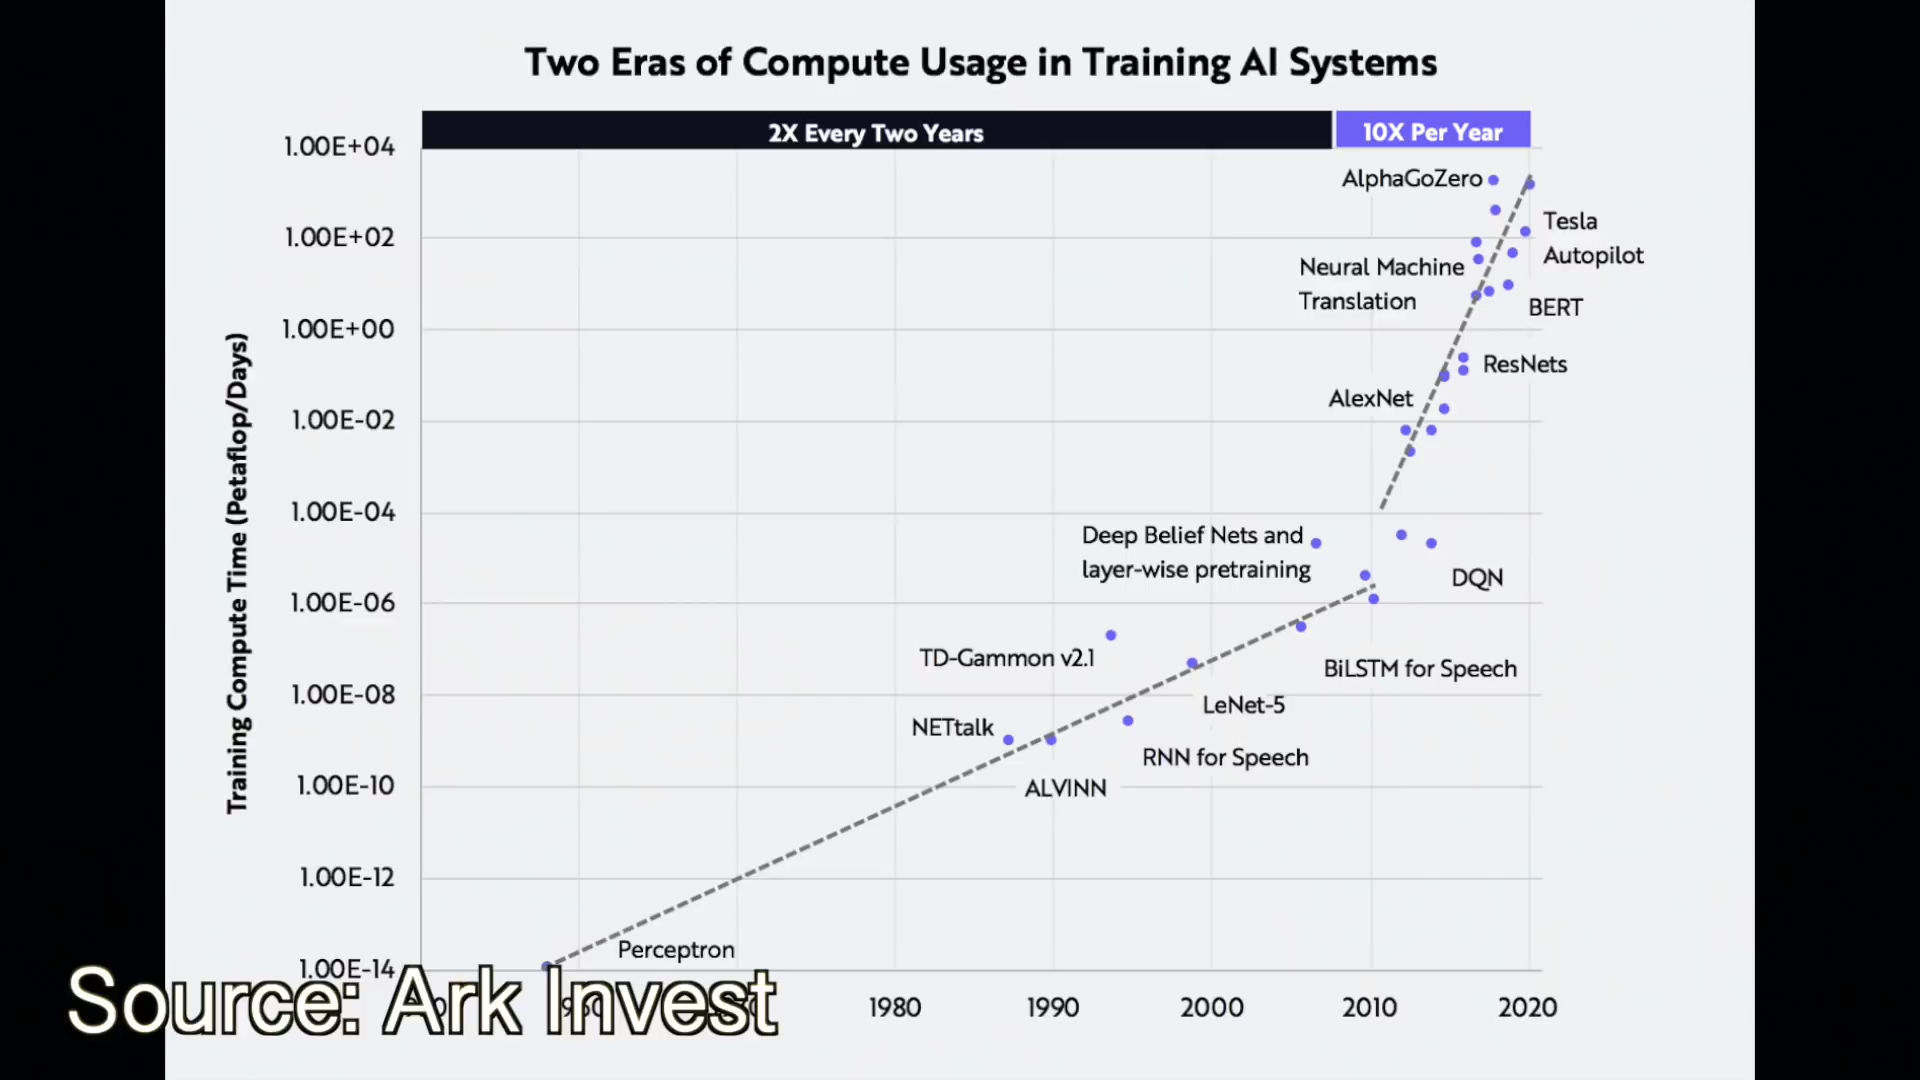 Two Eras of Compute Usage in Training AI Systems
2X Every Two Years
10X Per Year
Training Compute Time (Petaflop/Days)
1.00E+04
1.00E+02
1.00E+00
1.00E-02
1.00E-04
1.00E-06
1.00E-08
1.00E-10
1.00E-12
1.00E-14
AlphaGoZero
Tesla
Autopilot
Neural Machine
Translation
BERT
ResNets
AlexNet
Deep Belief Nets and
layer-wise pretraining
DQN
TD-Gammon v2.1
BiLSTM for Speech
LeNet-5
NETtalk
RNN for Speech
ALVINN
Perceptron
1980
1990
2000
2010
2020
Source: Ark Invest